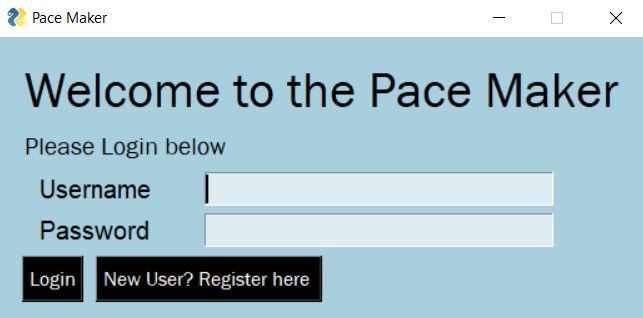 Pace Maker
Welcome to the Pace Maker
Please Login below
Username
Password
Login New User? Register here